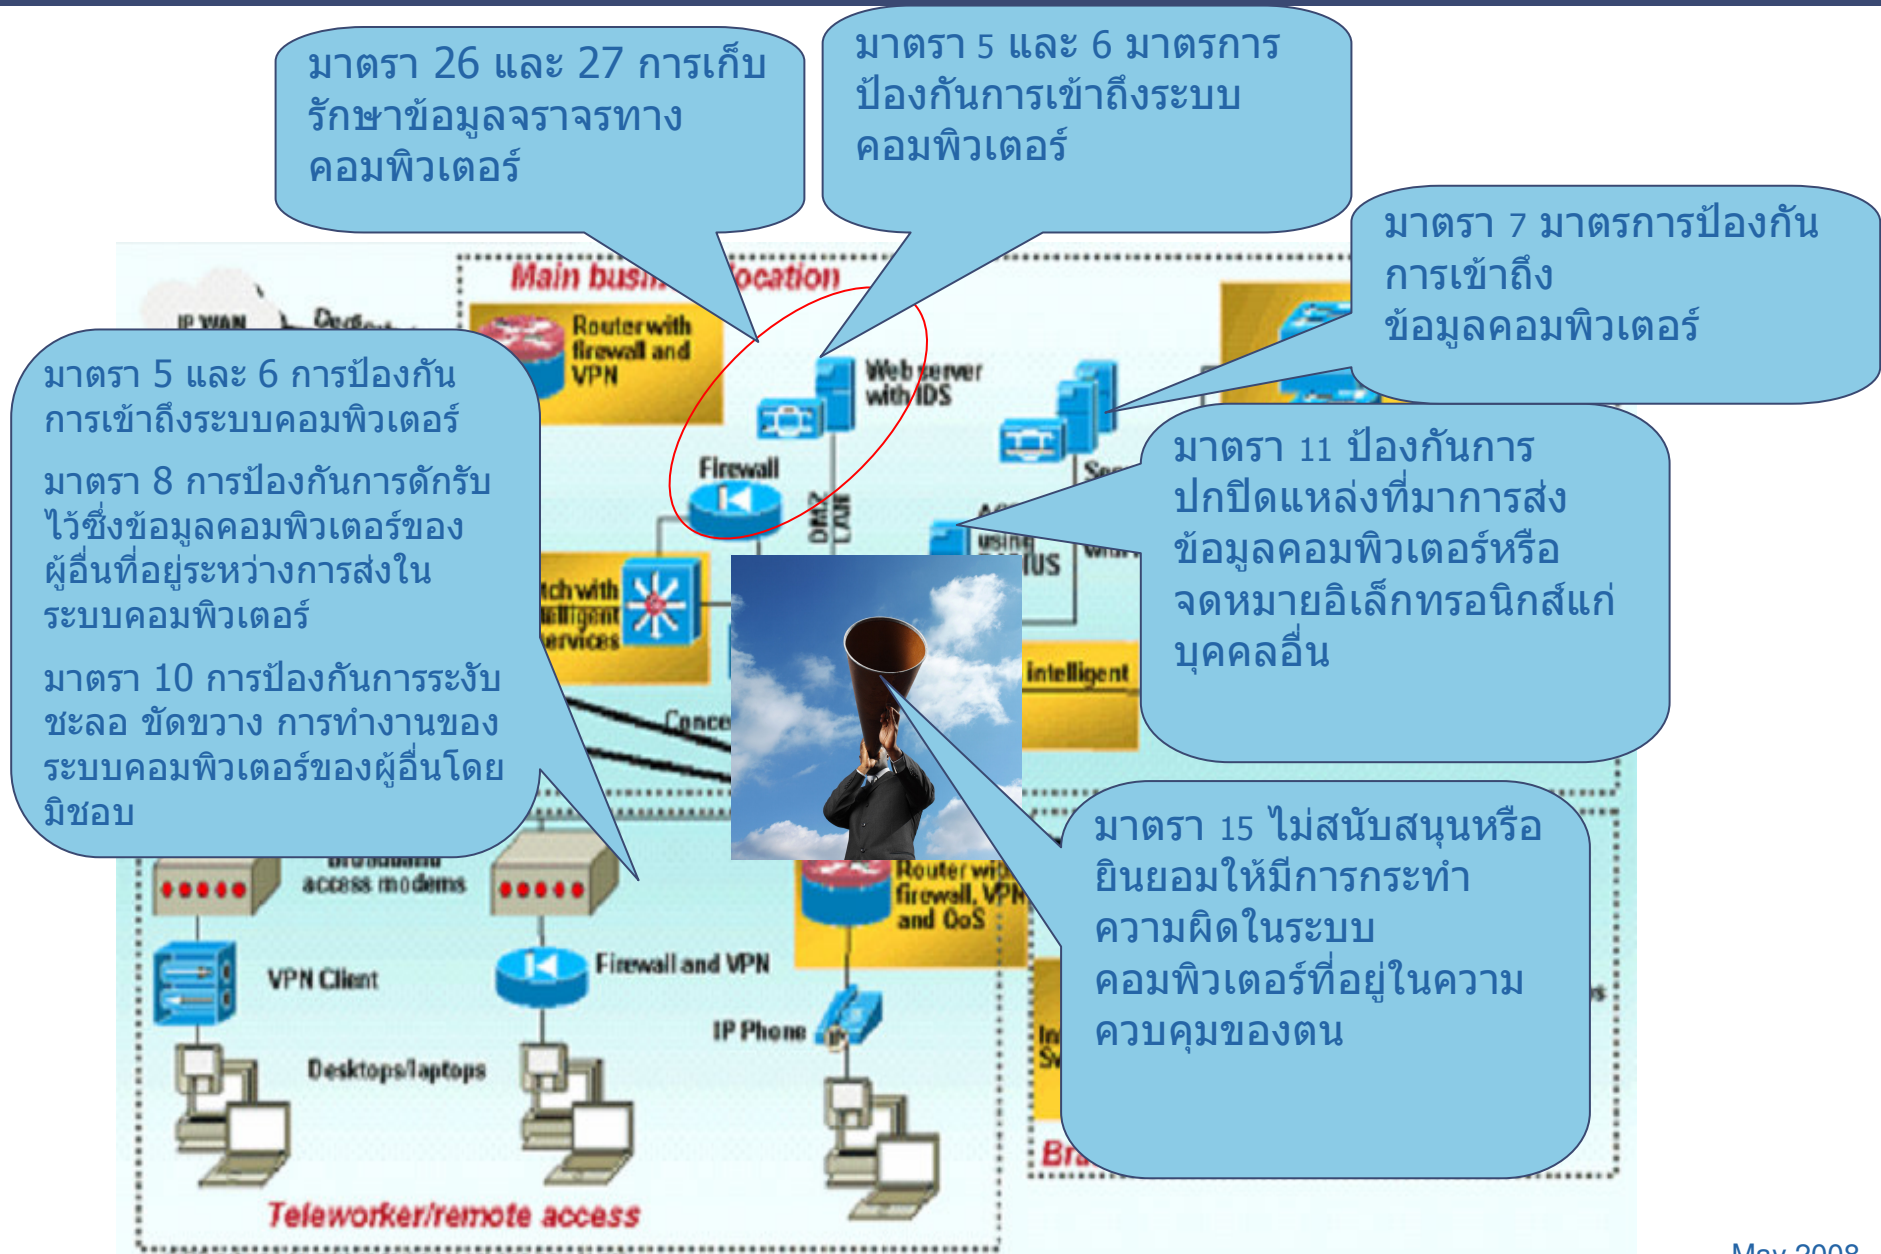 มาตรา 26 และ 27 การเก็บ
รักษาข้อมูลจราจรทาง
คอมพิวเตอร์
มาตรา 5 และ 6 มาตรการ
ป้องกันการเข้าถึงระบบ
คอมพิวเตอร์
มาตรา 7 มาตรการป้องกัน
การเข้าถึง
ข้อมูลคอมพิวเตอร์
มาตรา 5 และ 6 การป้องกัน
การเข้าถึงระบบคอมพิวเตอร์
มาตรา 8 การป้องกันการดักรับ
ไว้ซึ่งข้อมูลคอมพิวเตอร์ของ
ผู้อื่นที่อยู่ระหว่างการส่งใน
ระบบคอมพิวเตอร์
มาตรา 10 การป้องกันการระงับ
ชะลอ ขัดขวาง การทำงานของ
ระบบคอมพิวเตอร์ของผู้อื่นโดย
มิชอบ
มาตรา 11 ป้องกันการ
ปกปิดแหล่งที่มาการส่ง
ข้อมูลคอมพิวเตอร์หรือ
จดหมายอิเล็กทรอนิกส์แก่
บุคคลอื่น
มาตรา 15 ไม่สนับสนุนหรือ
ยินยอมให้มีการกระทำ
ความผิดในระบบ
คอมพิวเตอร์ที่อยู่ในความ
ควบคุมของตน
Main
IP WAN
Router with
firewall and
VPN
Web server
with IDS
Firewall
DMZ
LAN
using
with
services
intelligent
Broadband
access modems
Router with
firewall, VPN
and QoS
VPN Client
Firewall and VPN
IP Phone
Desktops/laptops
Teleworker/remote access
May 2008